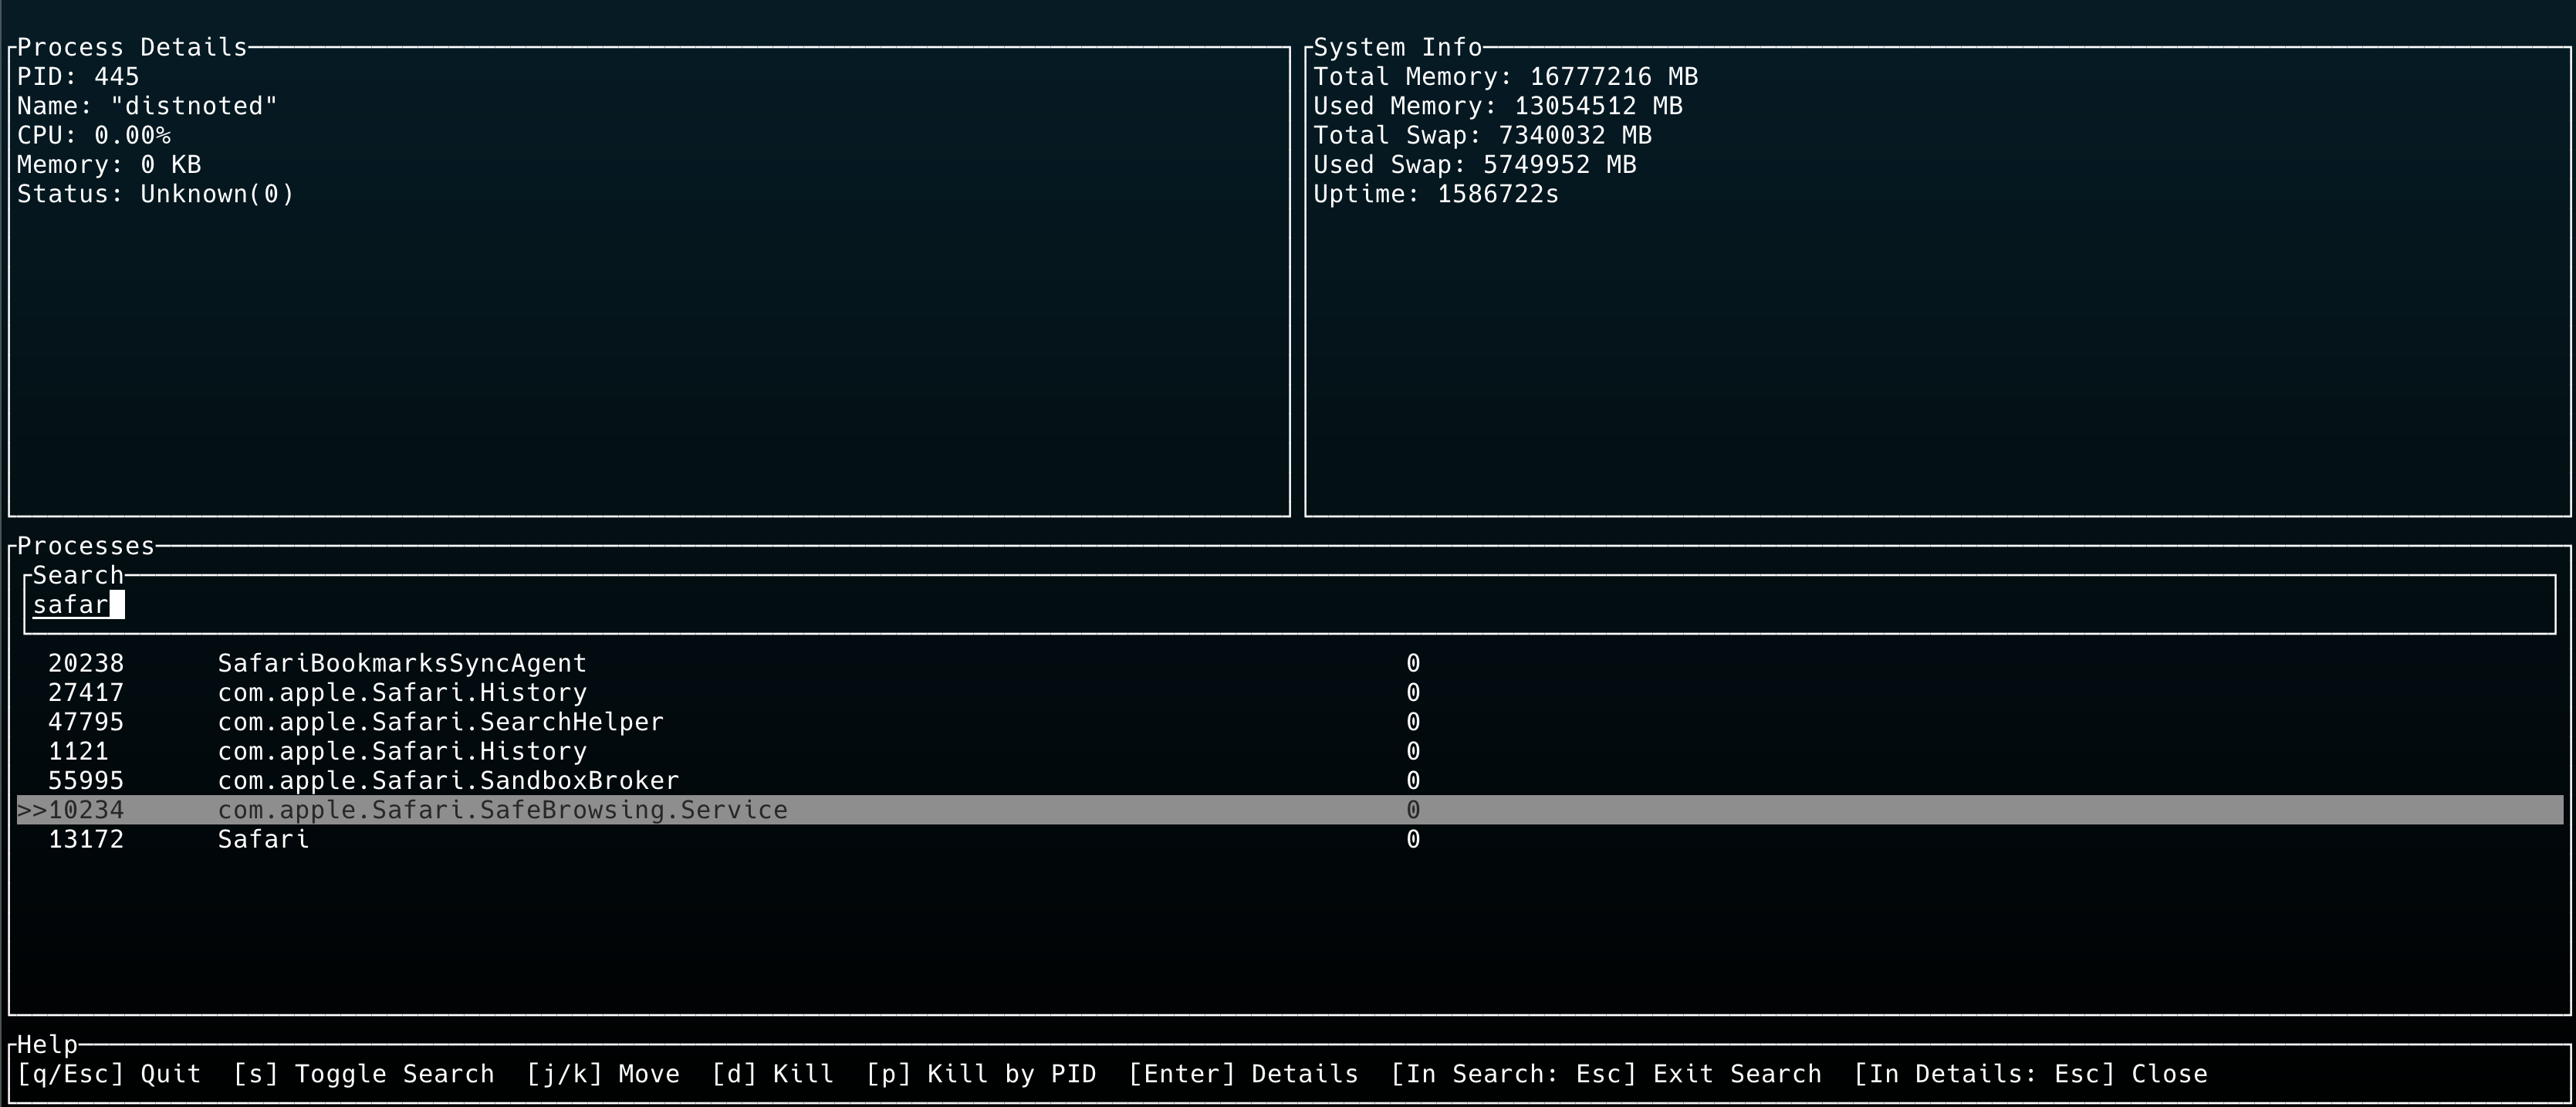 Process Details
PID: 445
Name: "distnoted"
CPU: 0.00%
Memory: 0 KB
Status: Unknown(0)
System Info
Total Memory: 16777216 MB
Used Memory: 13054512 MB
Total Swap: 7340032 MB
Used Swap: 5749952 MB
Uptime: 1586722s
Processes
Search
safar
20238 SafariBookmarksSyncAgent 0
27417 com.apple.Safari.History 0
47795 com.apple.Safari.SearchHelper 0
1121 com.apple.Safari.History 0
55995 com.apple.Safari.SandboxBroker 0
>>10234 com.apple.Safari.SafeBrowsing.Service 0
13172 Safari 0
Help
[q/Esc] Quit [s] Toggle Search [j/k] Move [d] Kill [p] Kill by PID [Enter] Details [In Search: Esc] Exit Search [In Details: Esc] Close